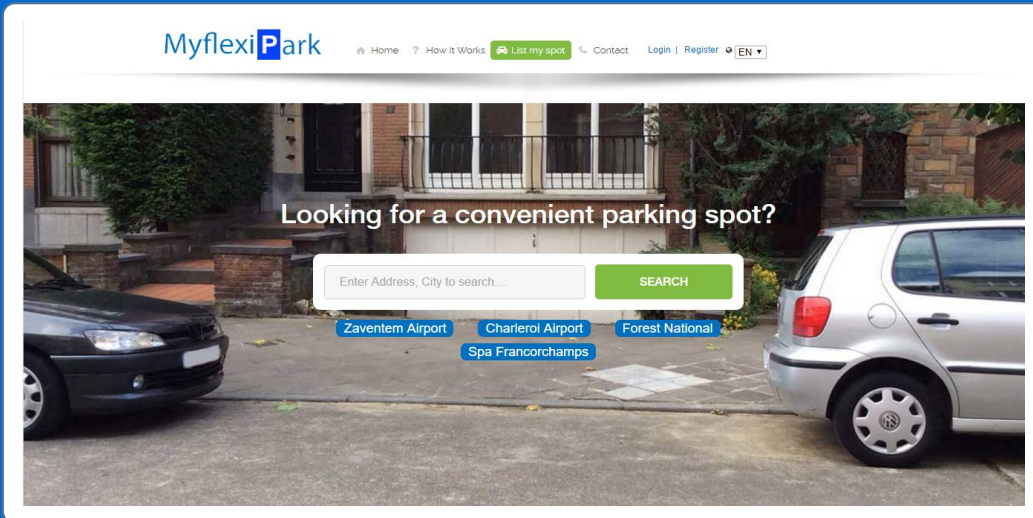 MyflexiPark
Home ? How It Works List my spot Contact Login | Register EN
Looking for a convenient parking spot?
Enter Address, City to search....
SEARCH
Zaventem Airport Charleroi Airport Forest National
Spa Francorchamps